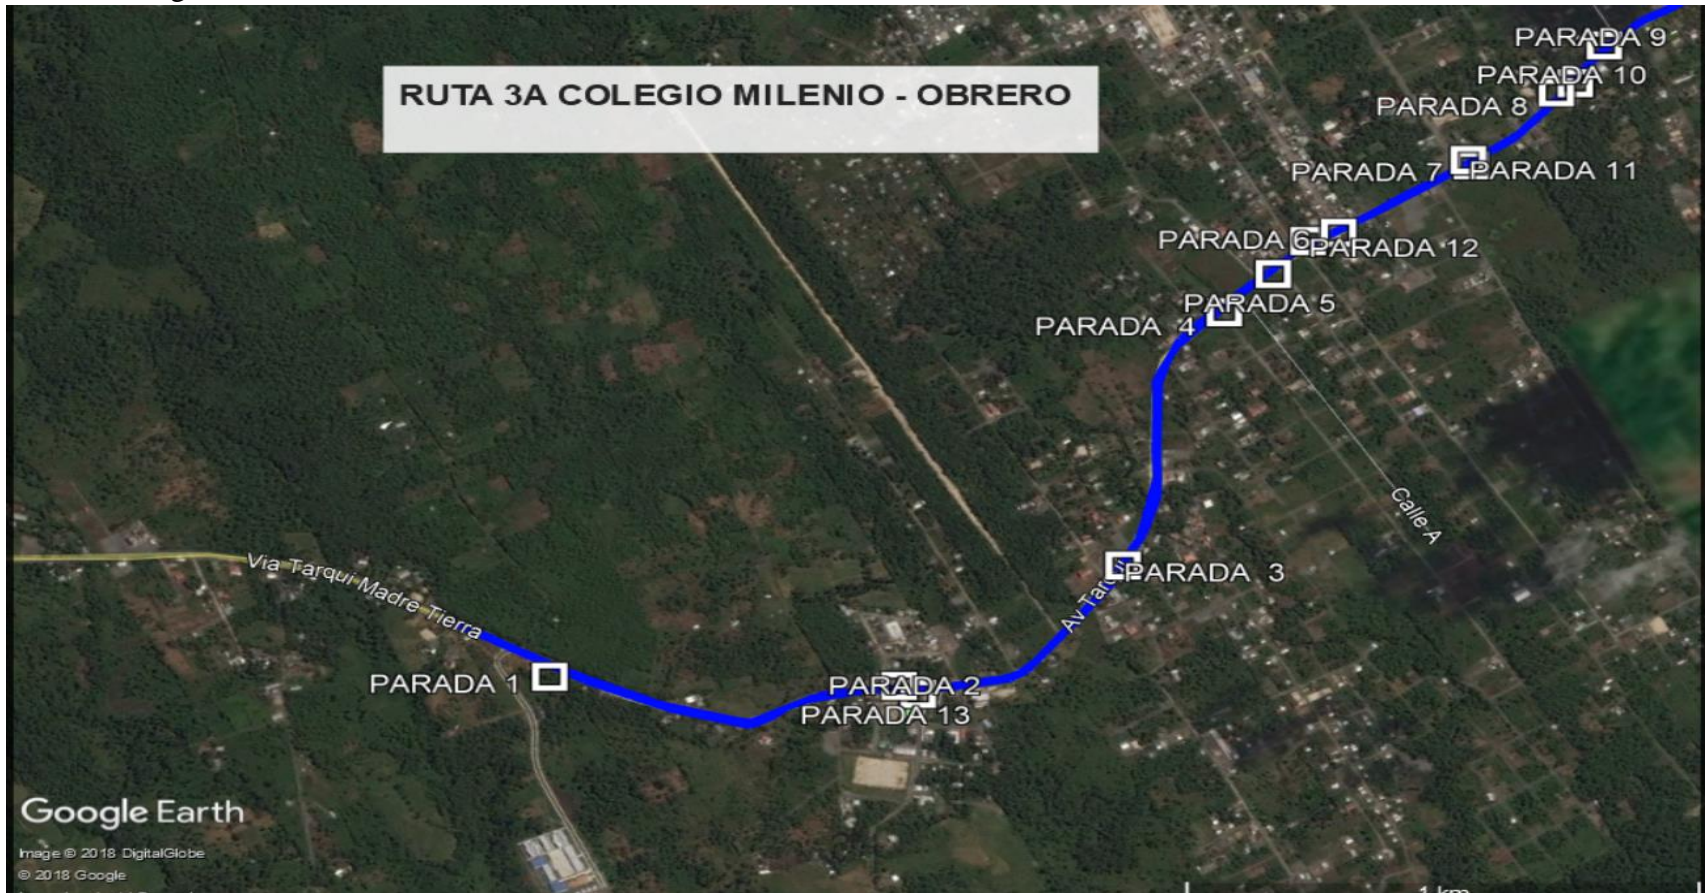 RUTA 3A COLEGIO MILENIO - OBRERO
PARADA 9
PARADA 10
PARADA 8
PARADA 7
PARADA 11
PARADA 6
PARADA 12
PARADA 5
PARADA 4
Calle A
PARADA 3
Av Tarqui
Via Tarqui Madre Tierra
PARADA 1
PARADA 2
PARADA 13
Google Earth
Image © 2018 DigitalGlobe
© 2018 Google
1 km